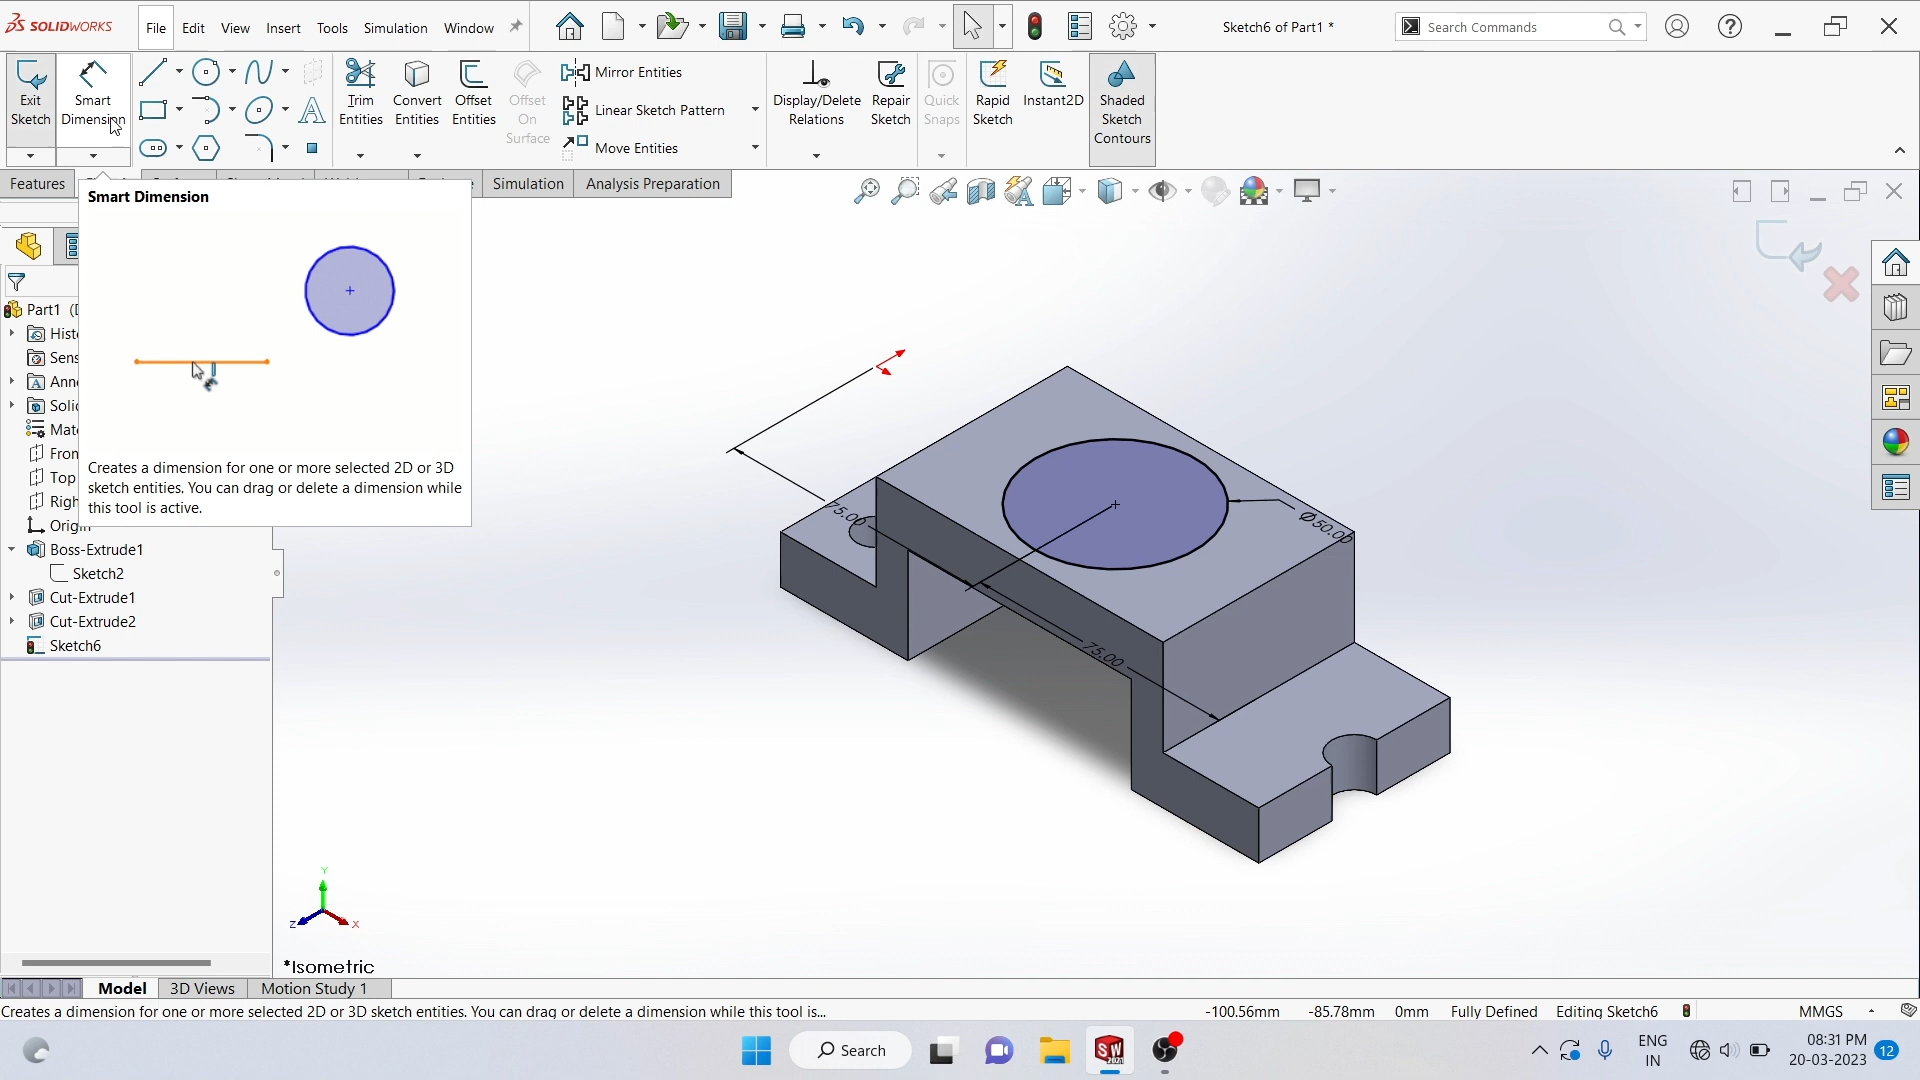 SOLIDWORKS
File Edit View Insert Tools Simulation Window
Sketch6 of Part1 *
Search Commands
Exit Sketch
Smart Dimension
Trim Entities
Convert Entities
Offset Entities
Offset On Surface
Mirror Entities
Linear Sketch Pattern
Move Entities
Display/Delete Relations
Repair Sketch
Quick Snaps
Rapid Sketch
Instant2D
Shaded Sketch Contours
Features
Simulation
Analysis Preparation
Smart Dimension
Creates a dimension for one or more selected 2D or 3D
sketch entities. You can drag or delete a dimension while
this tool is active.
Part1
Top
Boss-Extrude1
Sketch2
Cut-Extrude1
Cut-Extrude2
Sketch6
75.00
Ø50.00
75.00
Y
Z
X
*Isometric
Model 3D Views Motion Study 1
Creates a dimension for one or more selected 2D or 3D sketch entities. You can drag or delete a dimension while this tool is...
-100.56mm -85.78mm 0mm Fully Defined Editing Sketch6 MMGS
Search
SW
2021
ENG
IN
08:31 PM
20-03-2023
12